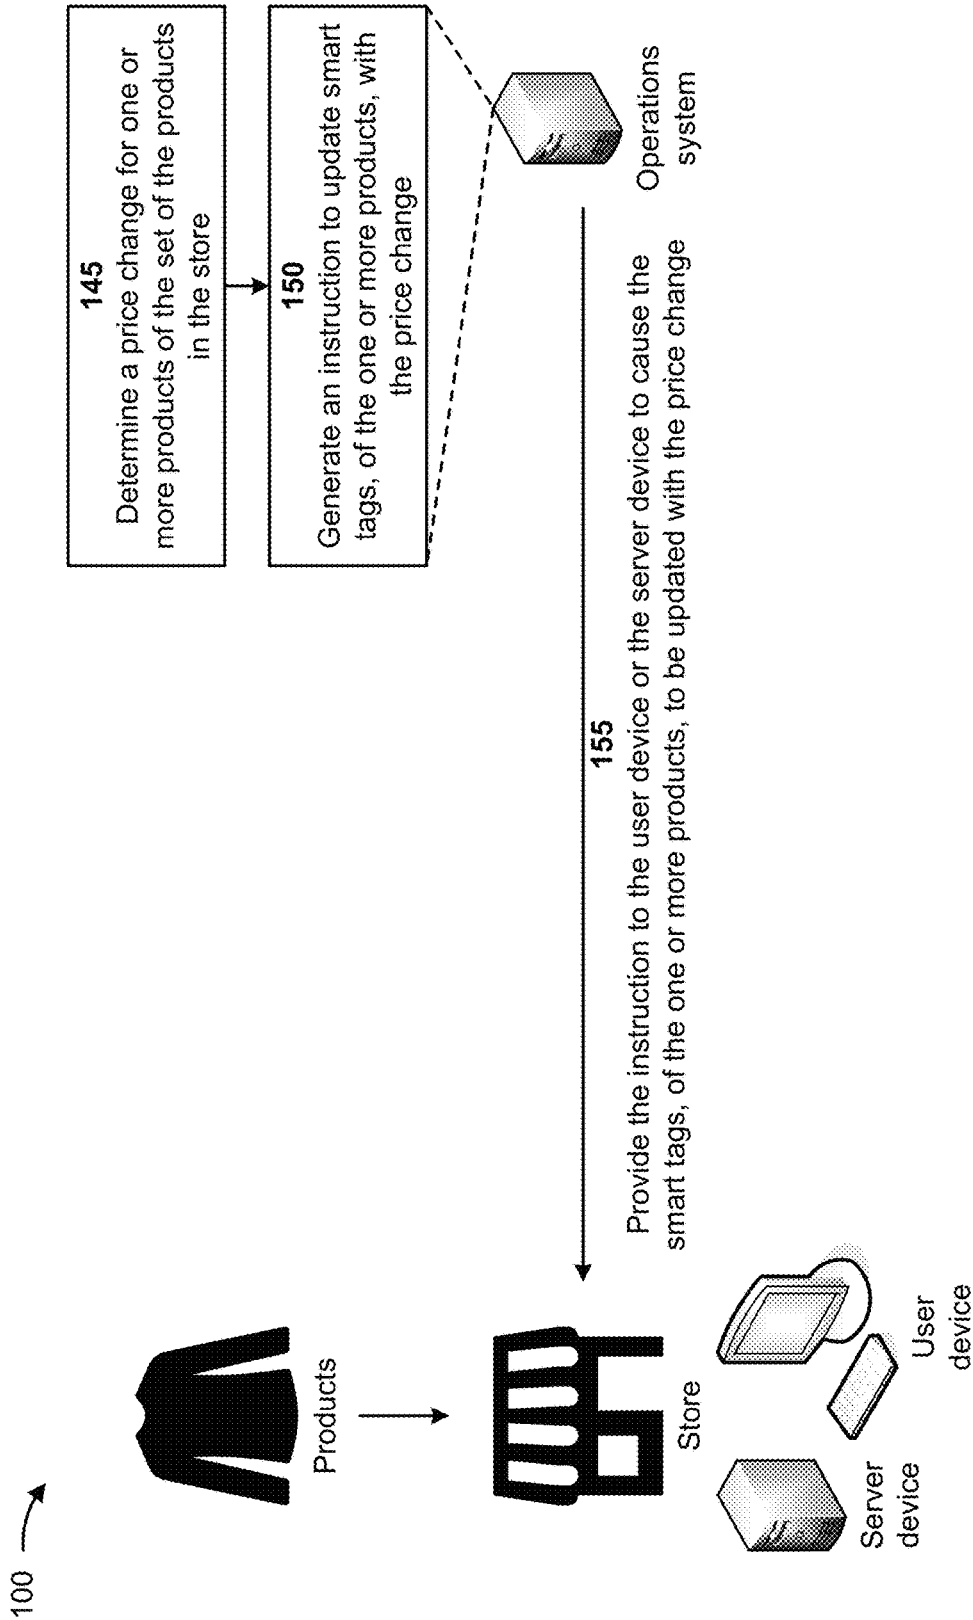 100
145
Determine a price change for one or
more products of the set of the products
in the store
150
Generate an instruction to update smart
tags, of the one or more products, with
the price change
Operations
system
155
Provide the instruction to the user device or the server device to cause the
smart tags, of the one or more products, to be updated with the price change
Products
Store
Server
device
User
device